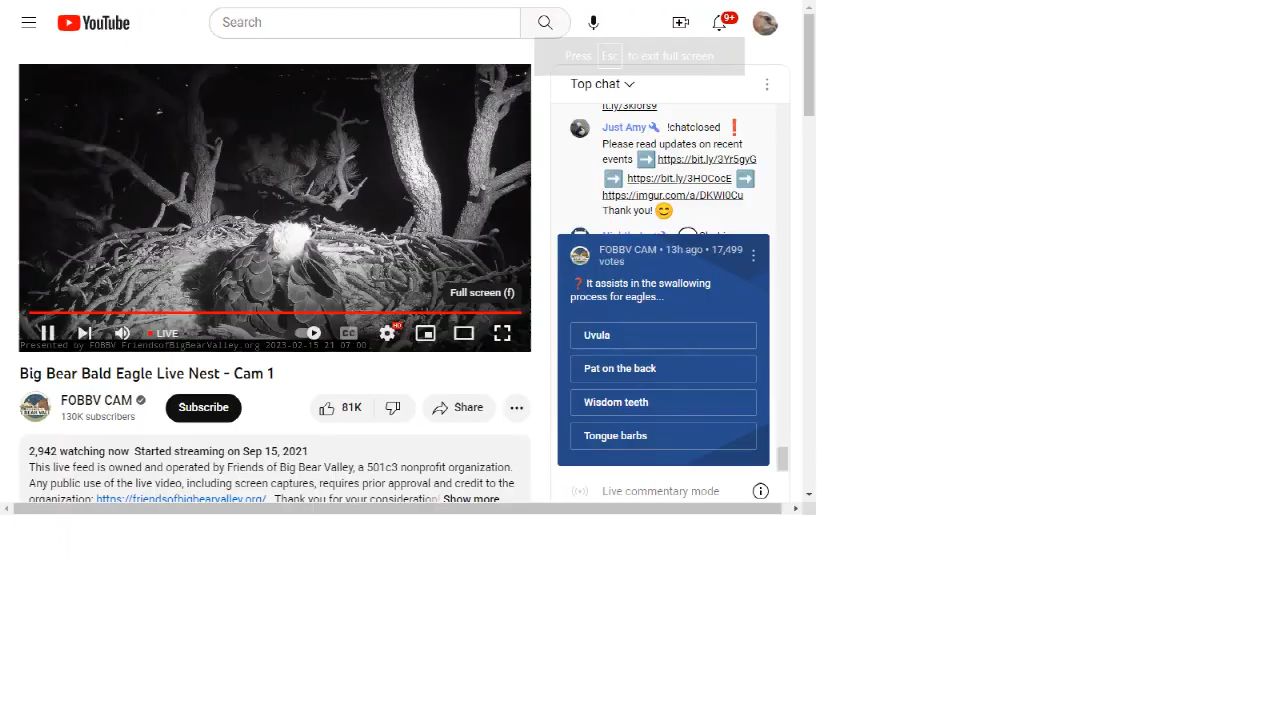 YouTube
Search
9+
Press Esc to exit full screen
Top chat
Just Amy !chatclosed ❗
Please read updates on recent
events ➡️ https://bit.ly/3Yr5gyG
➡️ https://bit.ly/3HOCocE ➡️
https://imgur.com/a/DKWI0Cu
Thank you! 😊
FOBBV CAM • 13h ago • 17,499
votes
❓It assists in the swallowing
process for eagles...
Uvula
Pat on the back
Wisdom teeth
Tongue barbs
Live commentary mode
Full screen (f)
LIVE
CC
HD
Presented by FOBBV FriendsofBigBearValley.org 2023-02-15 21 07:00
Big Bear Bald Eagle Live Nest - Cam 1
FOBBV CAM
130K subscribers
Subscribe
81K
Share
2,942 watching now Started streaming on Sep 15, 2021
This live feed is owned and operated by Friends of Big Bear Valley, a 501c3 nonprofit organization.
Any public use of the live video, including screen captures, requires prior approval and credit to the
organization: https://friendsofbigbearvalley.org/ . Thank you for your consideration! Show more